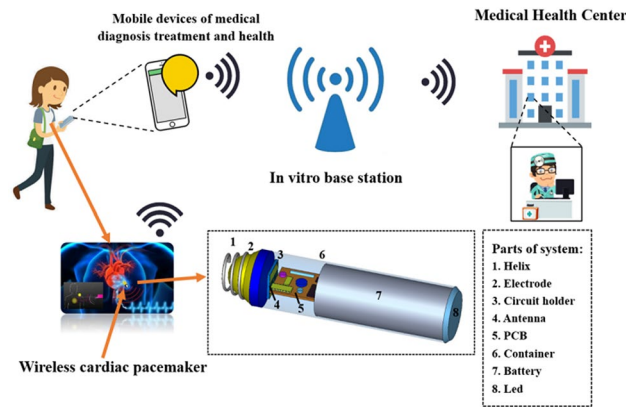 Mobile devices of medical
diagnosis treatment and health
Medical Health Center
In vitro base station
1
2
3
6
4
5
7
8
Wireless cardiac pacemaker
Parts of system:
1. Helix
2. Electrode
3. Circuit holder
4. Antenna
5. PCB
6. Container
7. Battery
8. Led